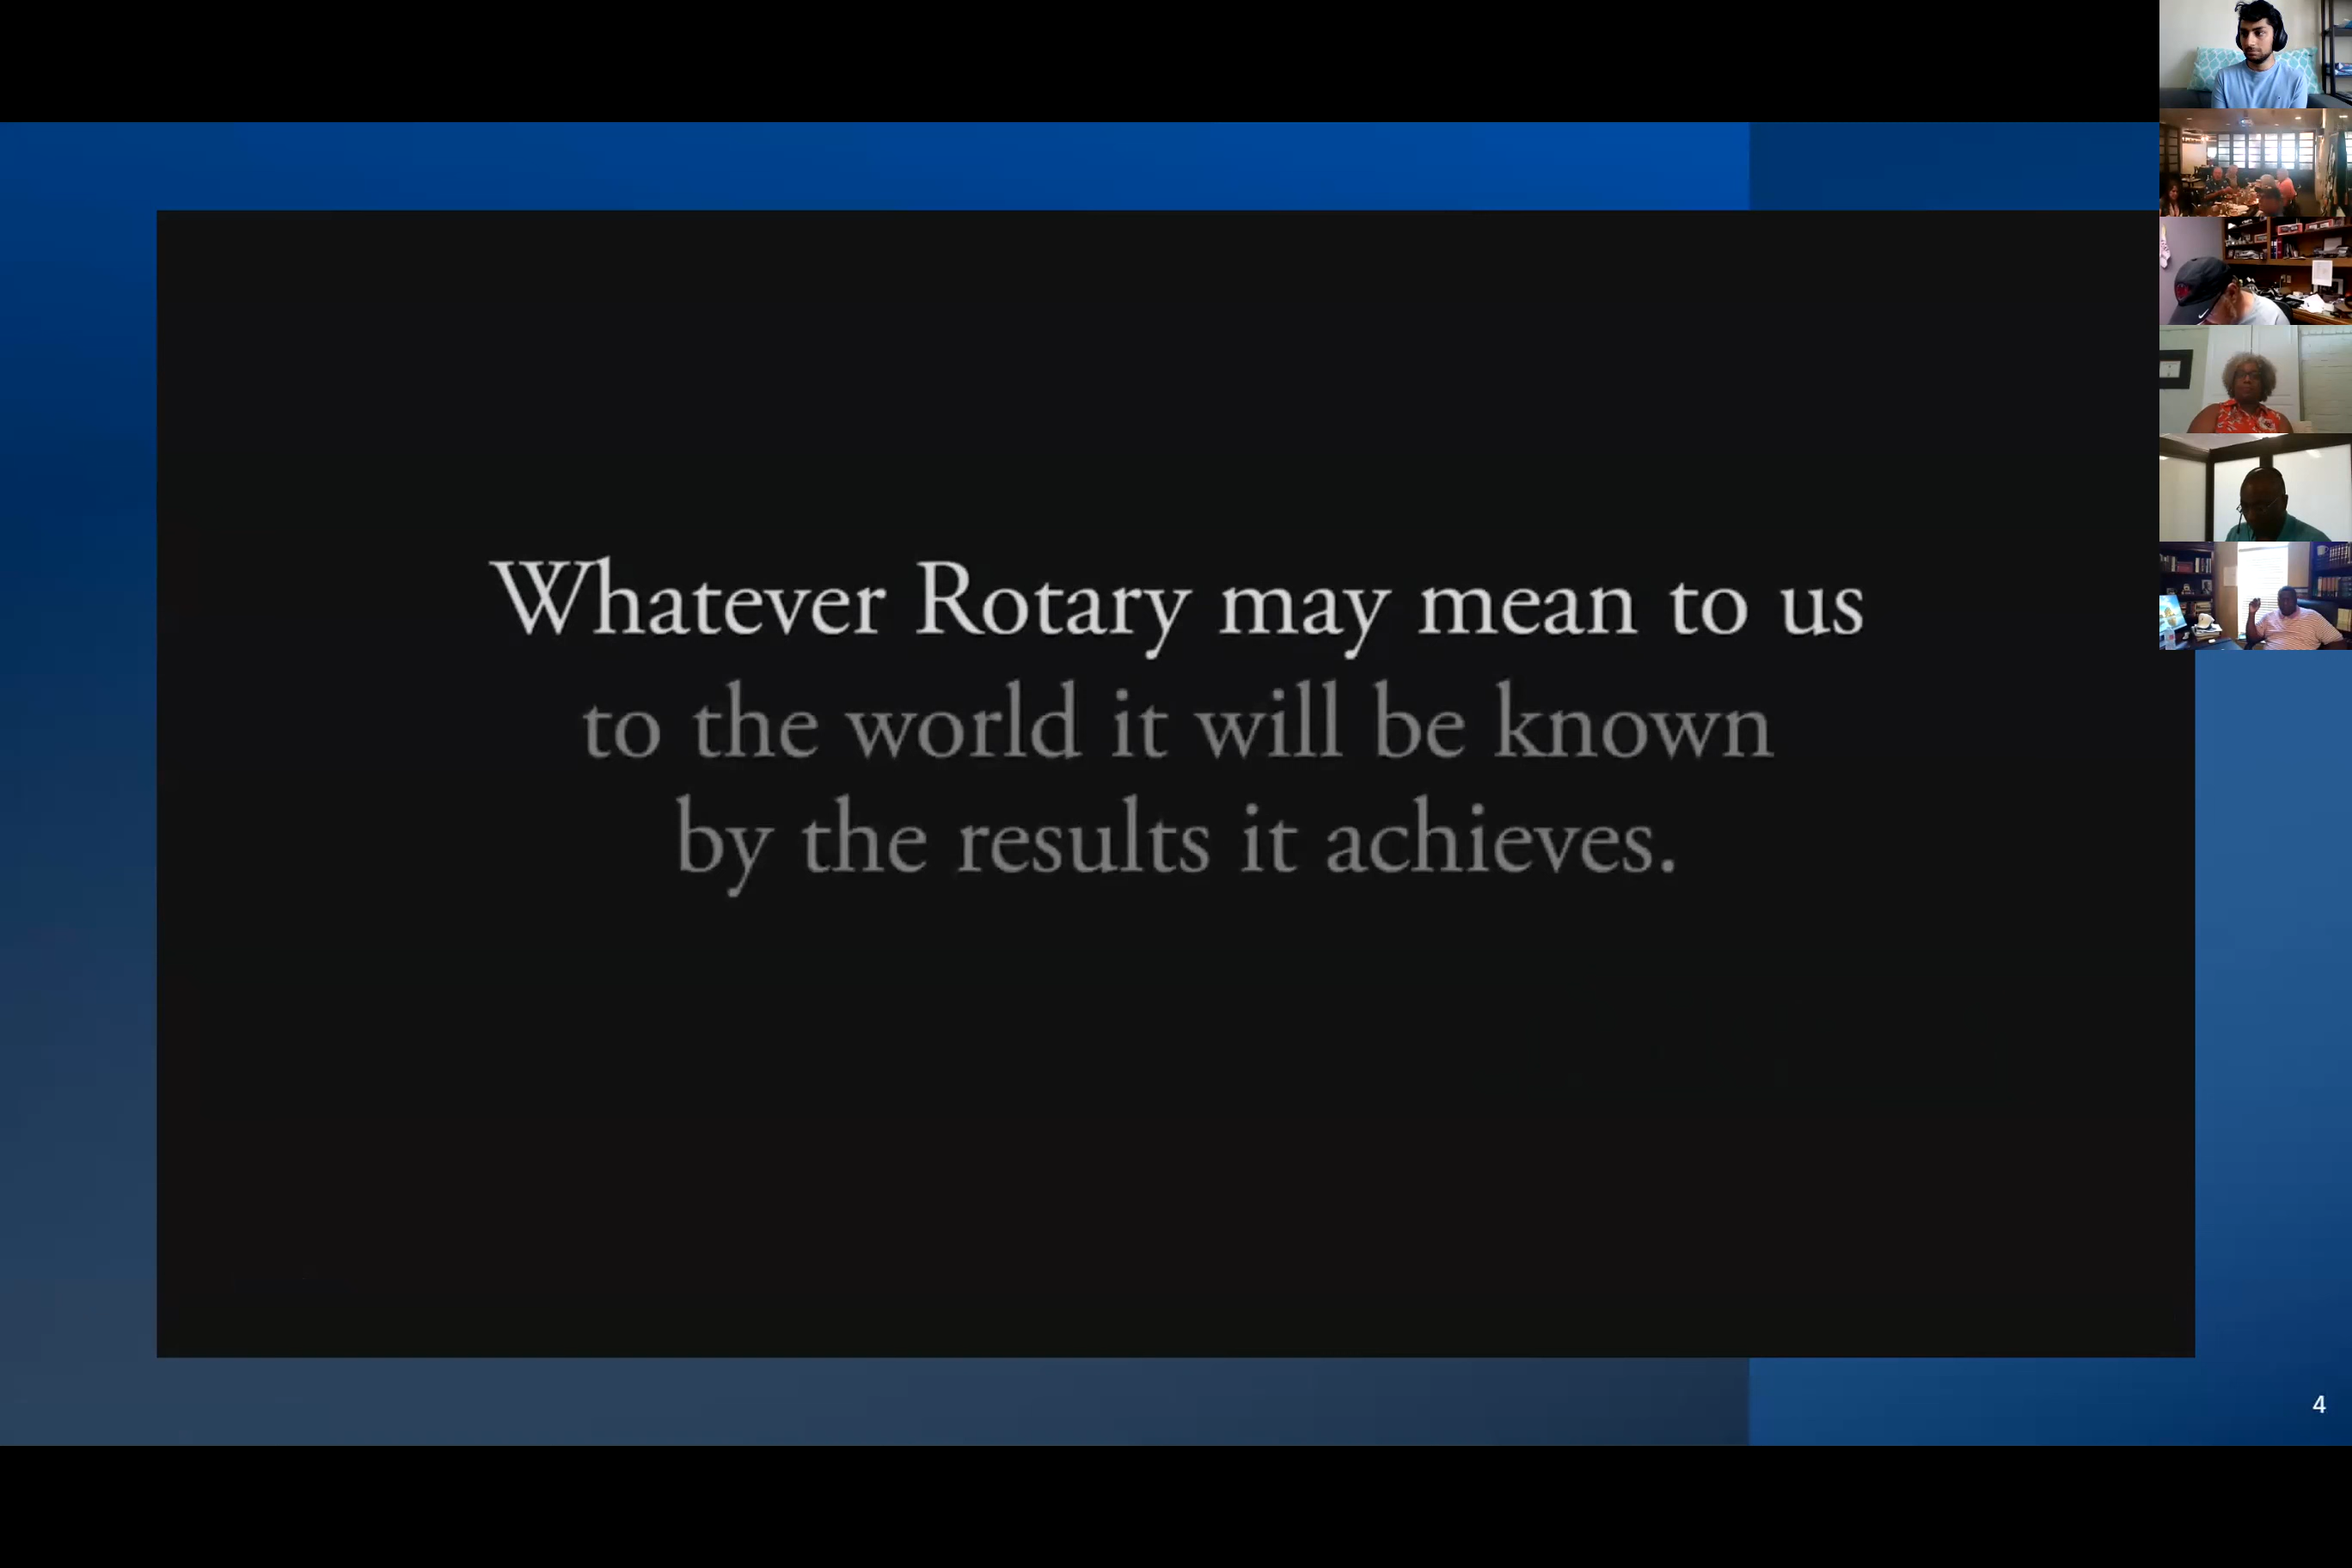 Whatever Rotary may mean to us
to the world it will be known
by the results it achieves.
4